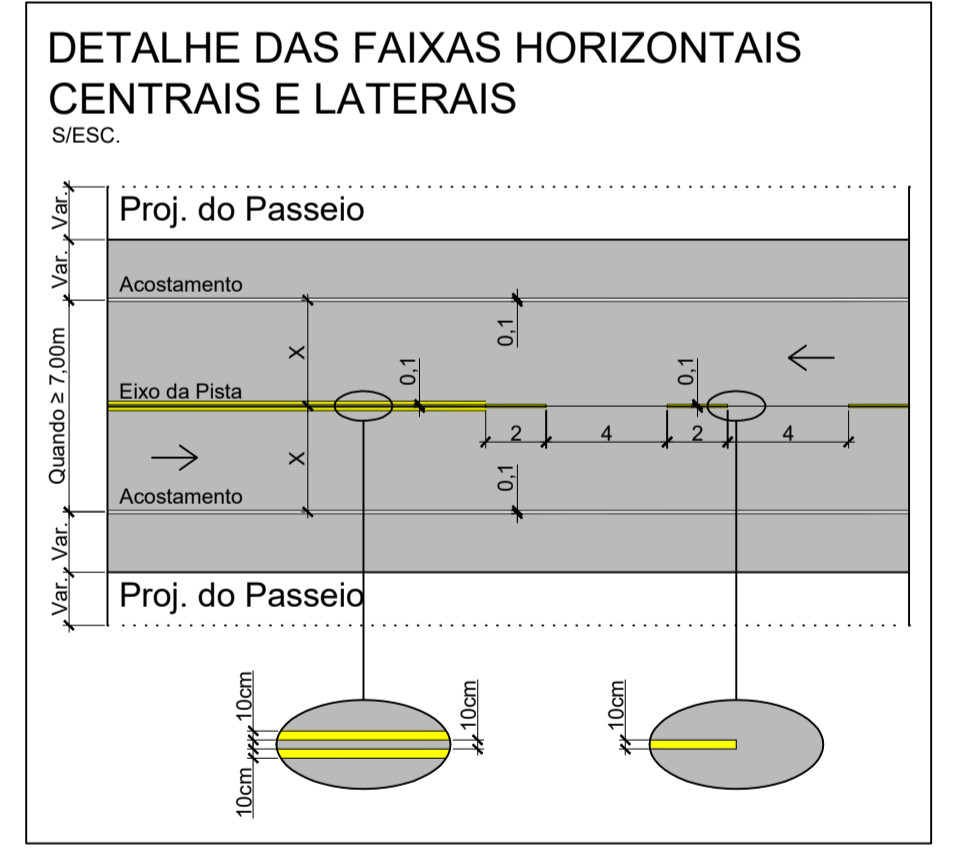 DETALHE DAS FAIXAS HORIZONTAIS
CENTRAIS E LATERAIS
S/ESC.
Var.
Proj. do Passeio
Var.
Acostamento
0,1
X
Quando ≥ 7,00m
Eixo da Pista
0,1
0,1
2
4
2
4
X
0,1
Acostamento
Var.
Var.
Proj. do Passeio
10cm
10cm
10cm
10cm